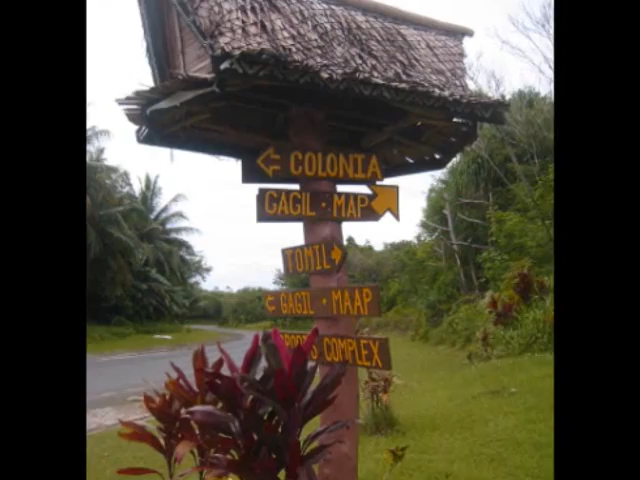 COLONIA
GAGIL · MAP
TOMIL
GAGIL · MAAP
COMPLEX